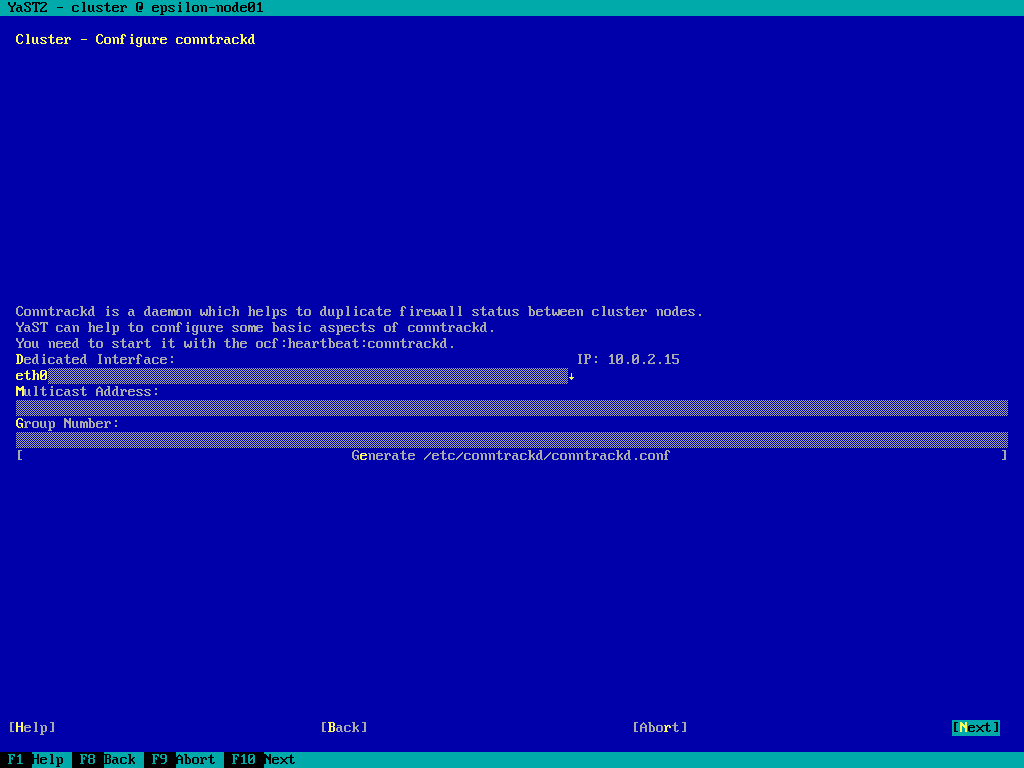 YaST2 - cluster @ epsilon-node01
Cluster - Configure conntrackd
Conntrackd is a daemon which helps to duplicate firewall status between cluster nodes.
YaST can help to configure some basic aspects of conntrackd.
You need to start it with the ocf:heartbeat:conntrackd.
Dedicated Interface: IP: 10.0.2.15
eth0↓
Multicast Address:
Group Number:
[ Generate /etc/conntrackd/conntrackd.conf ]
[Help] [Back] [Abort] [Next]
F1 Help F8 Back F9 Abort F10 Next